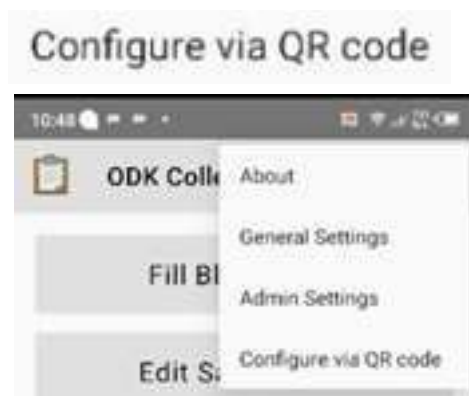 Configure via QR code
10:48
ODK Colle
About
General Settings
Fill Bl
Admin Settings
Configure via QR code
Edit Sa